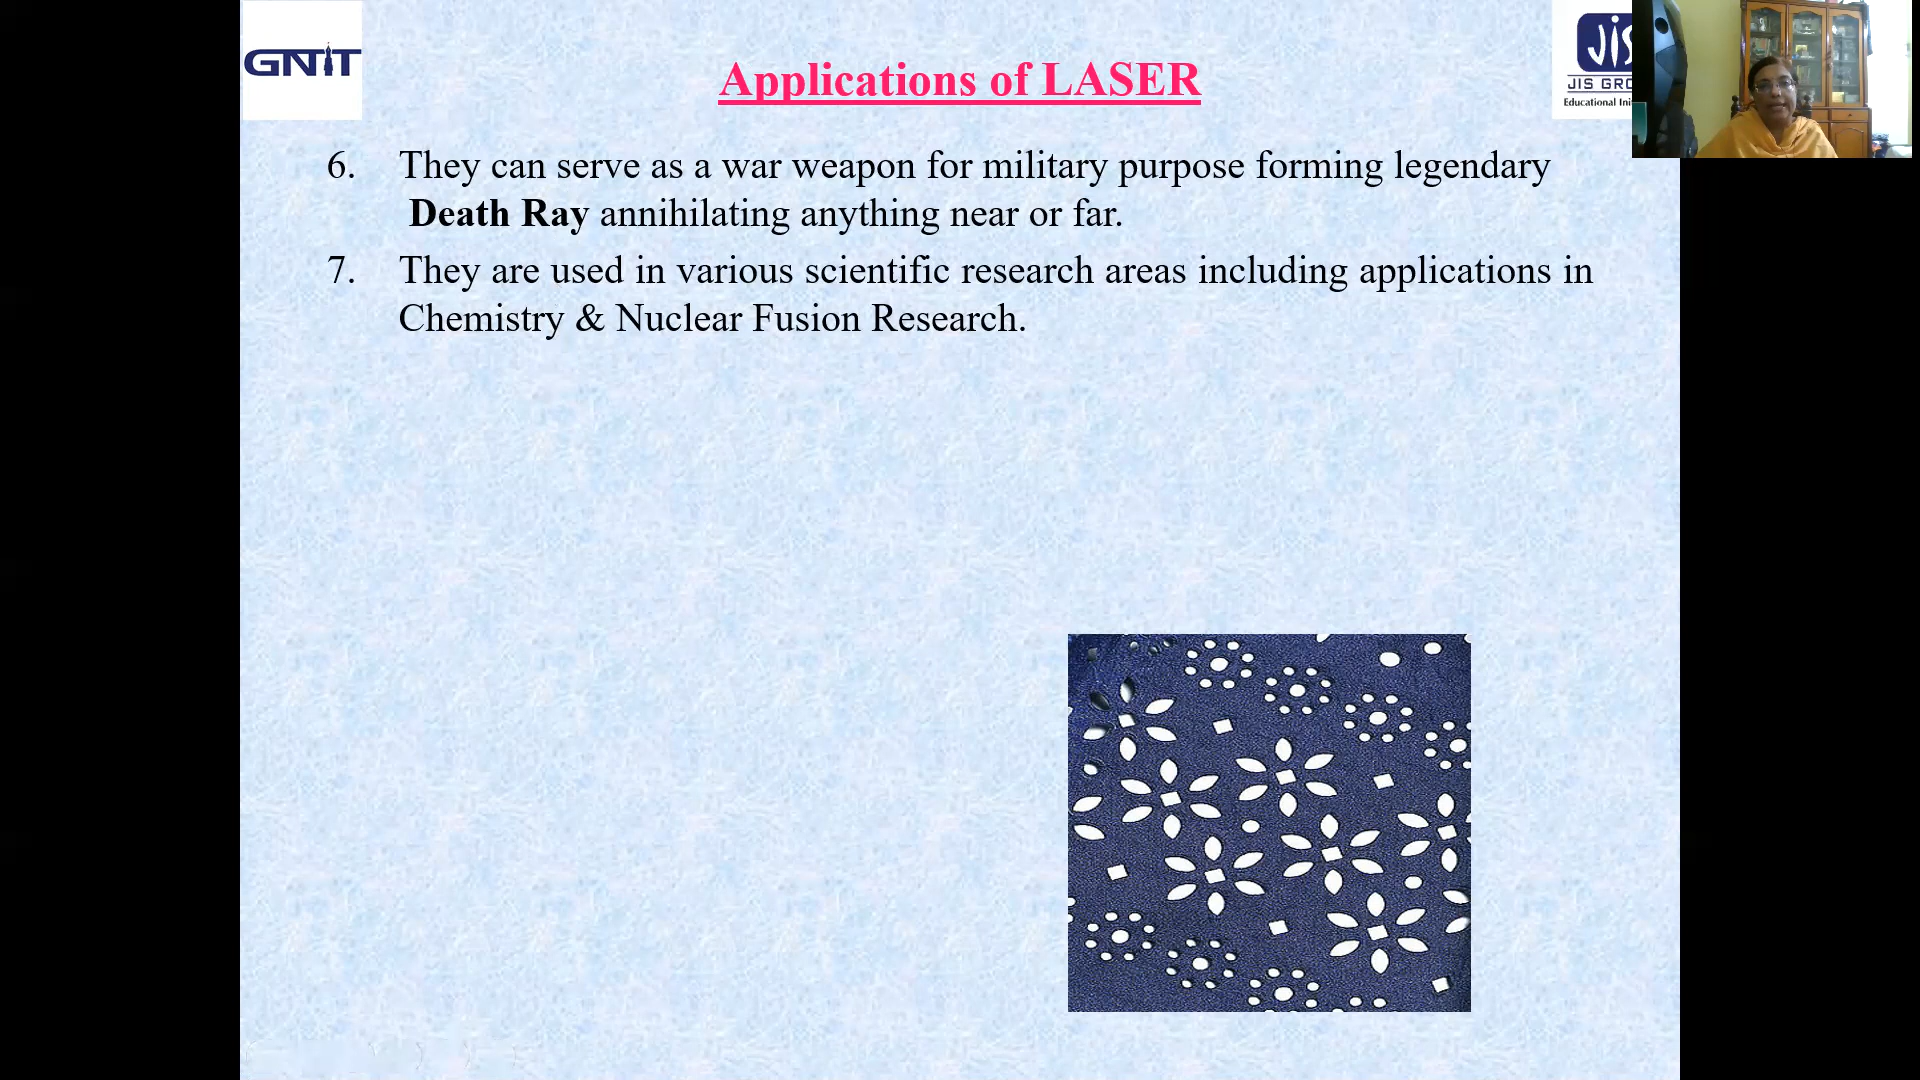 GNIT
Applications of LASER
JIS
JIS GRO
Educational Ini
6. They can serve as a war weapon for military purpose forming legendary
Death Ray annihilating anything near or far.
7. They are used in various scientific research areas including applications in
Chemistry & Nuclear Fusion Research.